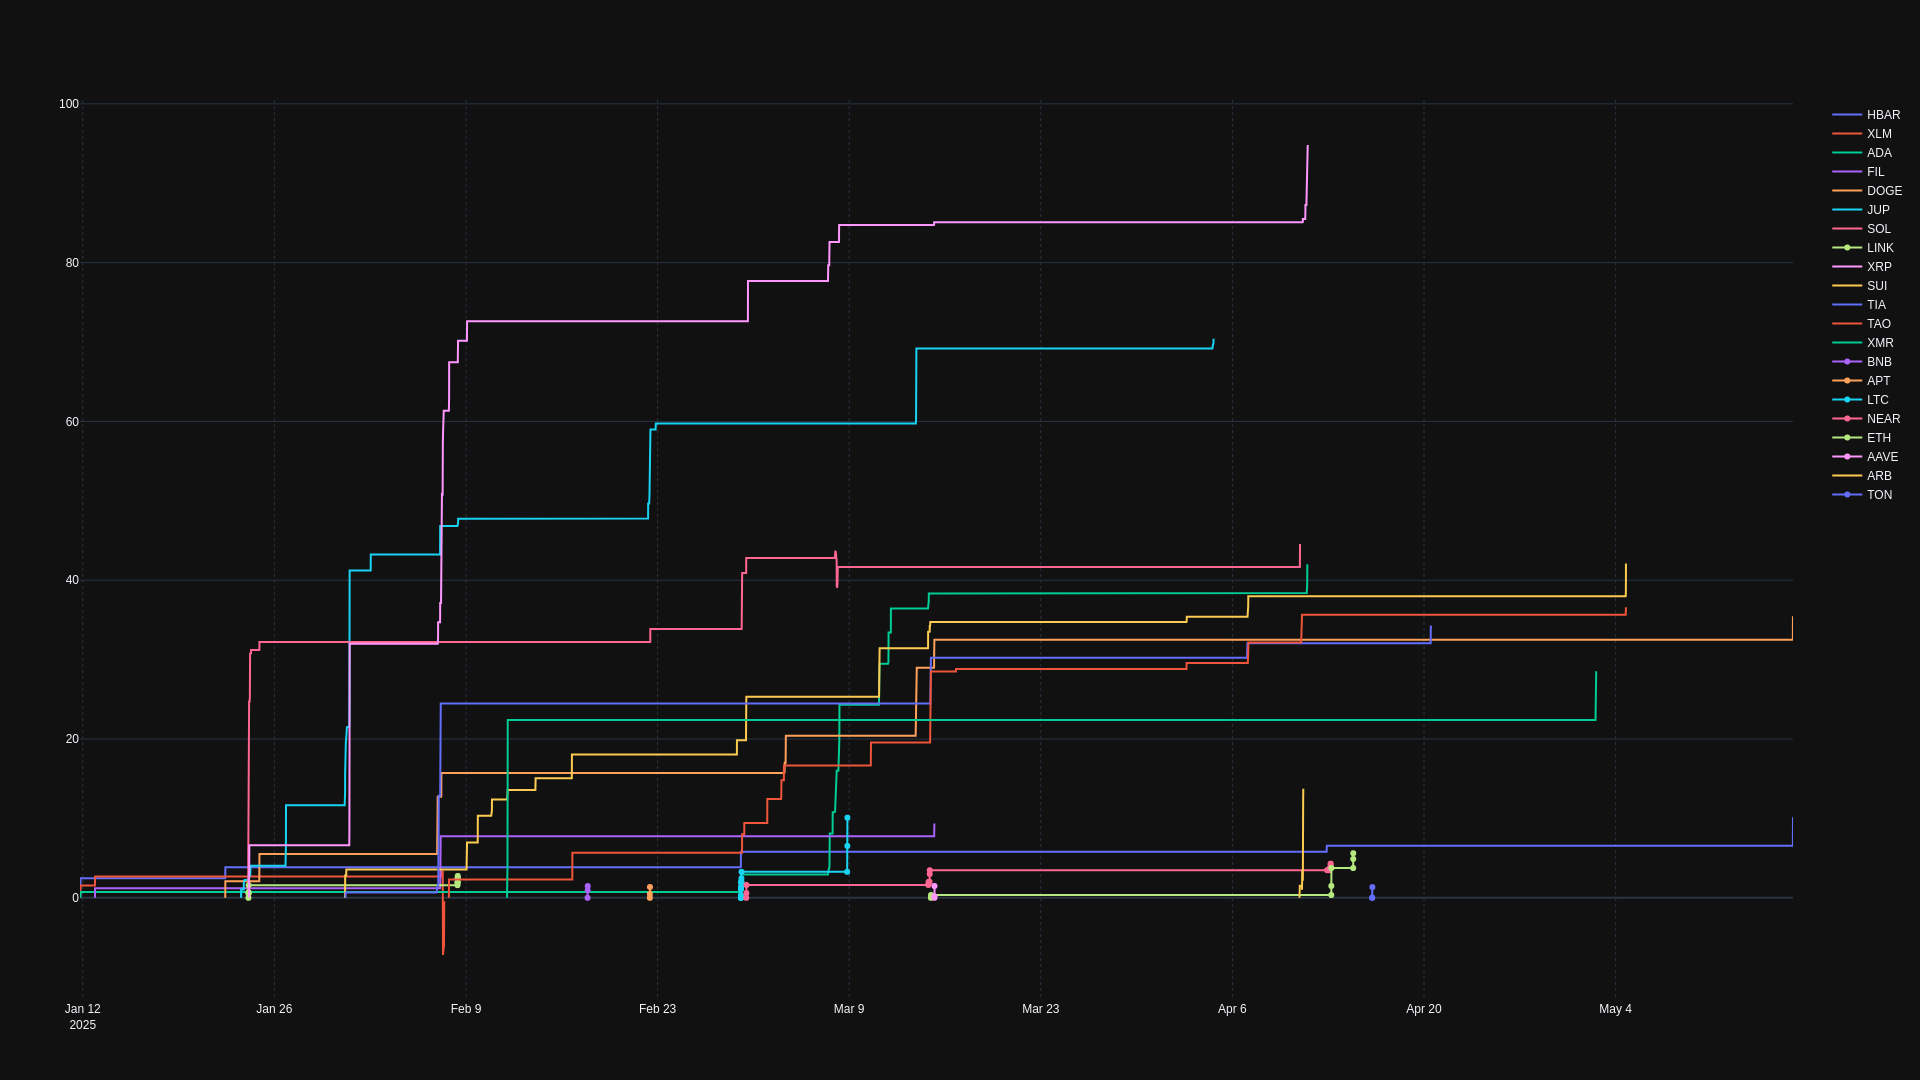 100
80
60
40
20
0
Jan 12
2025
Jan 26
Feb 9
Feb 23
Mar 9
Mar 23
Apr 6
Apr 20
May 4
HBAR
XLM
ADA
FIL
DOGE
JUP
SOL
LINK
XRP
SUI
TIA
TAO
XMR
BNB
APT
LTC
NEAR
ETH
AAVE
ARB
TON